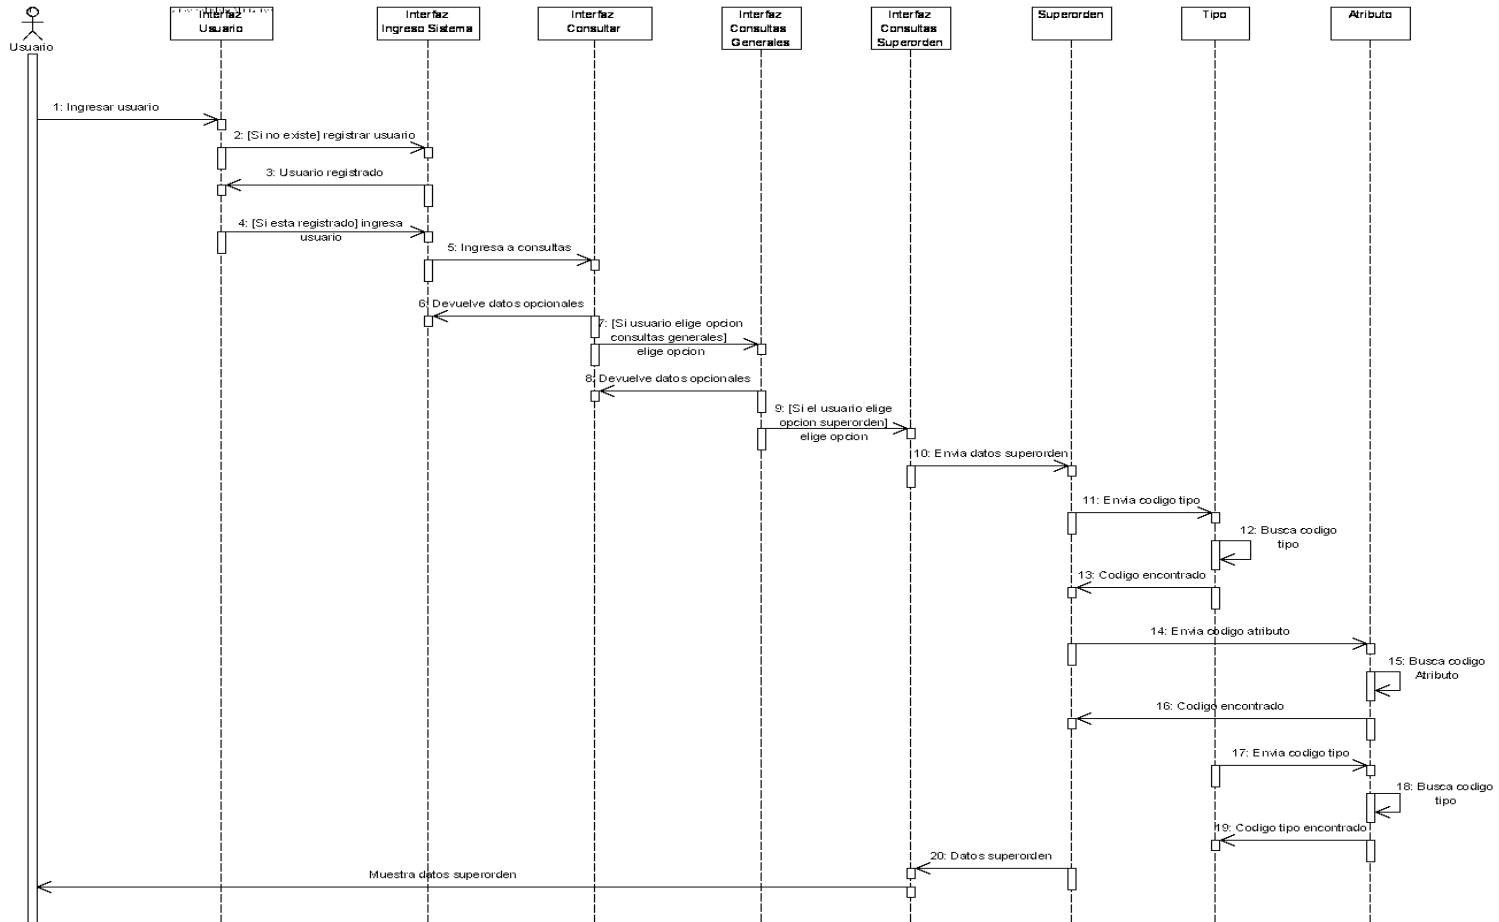 Usuario
Interfaz
Usuario
Interfaz
Ingreso Sistema
Interfaz
Consultar
Interfaz
Consultas
Generales
Interfaz
Consultas
Superorden
Superorden
Tipo
Atributo
1: Ingresar usuario
2: [Si no existe] registrar usuario
3: Usuario registrado
4: [Si esta registrado] ingresa
usuario
5: Ingresa a consultas
6: Devuelve datos opcionales
7: [Si usuario elige opcion
consultas generales]
elige opcion
8: Devuelve datos opcionales
9: [Si el usuario elige
opcion superorden]
elige opcion
10: Envia datos superorden
11: Envia codigo tipo
12: Busca codigo
tipo
13: Codigo encontrado
14: Envia codigo atributo
15: Busca codigo
Atributo
16: Codigo encontrado
17: Envia codigo tipo
18: Busca codigo
tipo
19: Codigo tipo encontrado
20: Datos superorden
Muestra datos superorden